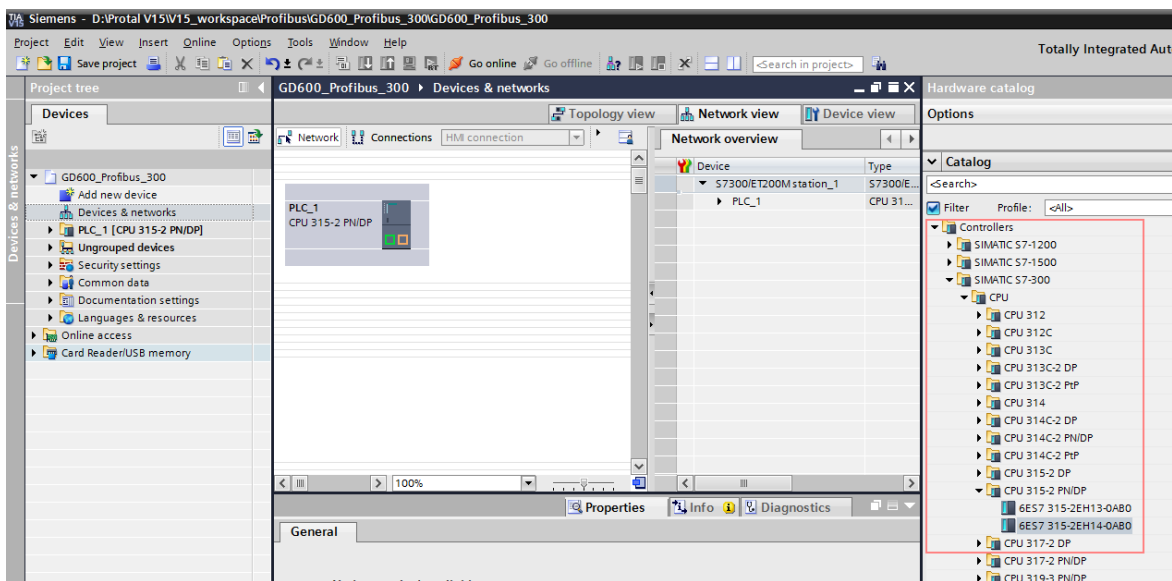 Siemens - D:\Protal V15\V15_workspace\Profibus\GD600_Profibus_300\GD600_Profibus_300
Project Edit View Insert Online Options Tools Window Help
Totally Integrated Aut
Save project Go online Go offline <Search in project>
Project tree
GD600_Profibus_300 Devices & networks
Hardware catalog
Devices
Topology view Network view Device view
Options
Network Connections HMI connection
Network overview
Devices & networks
Catalog
Device Type
<Search>
Filter Profile: <All>
GD600_Profibus_300
Add new device
Devices & networks
PLC_1 [CPU 315-2 PN/DP]
Ungrouped devices
Security settings
Common data
Documentation settings
Languages & resources
Online access
Card Reader/USB memory
PLC_1
CPU 315-2 PN/DP
S7300/ET200M station_1 S7300/E...
PLC_1 CPU 31...
Controllers
SIMATIC S7-1200
SIMATIC S7-1500
SIMATIC S7-300
CPU
CPU 312
CPU 312C
CPU 313C
CPU 313C-2 DP
CPU 313C-2 PtP
CPU 314
CPU 314C-2 DP
CPU 314C-2 PN/DP
CPU 314C-2 PtP
CPU 315-2 DP
CPU 315-2 PN/DP
6ES7 315-2EH13-0AB0
6ES7 315-2EH14-0AB0
CPU 317-2 DP
CPU 317-2 PN/DP
CPU 319-3 PN/DP
100%
Properties Info Diagnostics
General